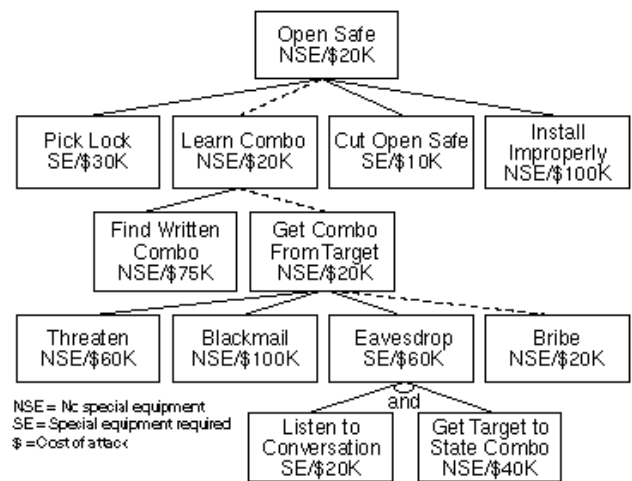 Open Safe
NSE/$20K
Pick Lock
SE/$30K
Learn Combo
NSE/$20K
Cut Open Safe
SE/$10K
Install
Improperly
NSE/$100K
Find Written
Combo
NSE/$75K
Get Combo
From Target
NSE/$20K
Threaten
NSE/$60K
Blackmail
NSE/$100K
Eavesdrop
SE/$60K
Bribe
NSE/$20K
and
NSE = No special equipment
SE = Special equipment required
$ = Cost of attack
Listen to
Conversation
SE/$20K
Get Target to
State Combo
NSE/$40K